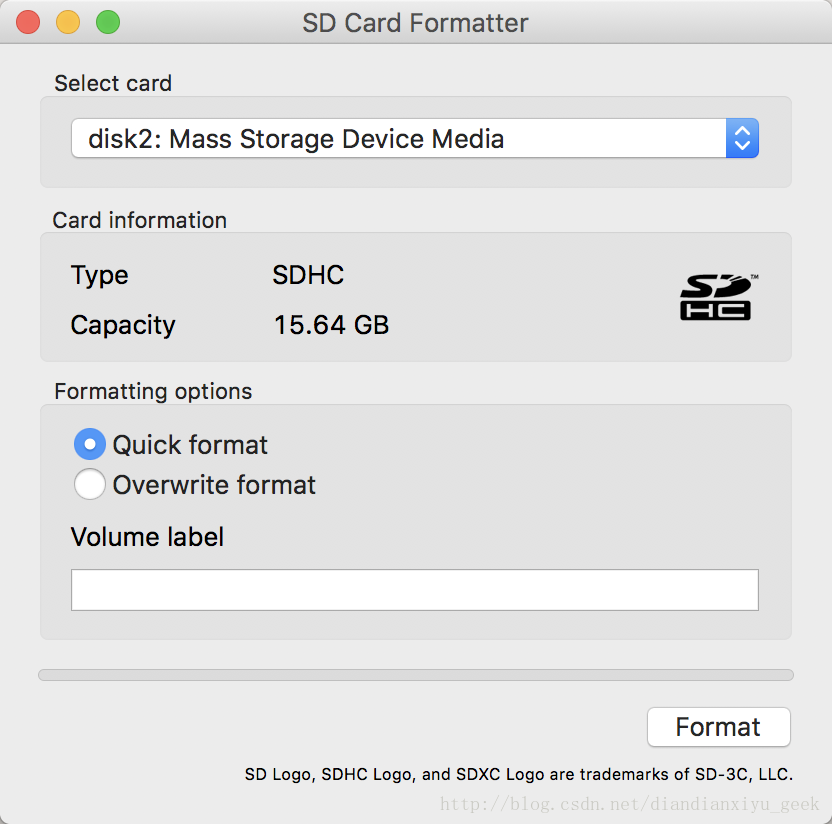 SD Card Formatter
Select card
disk2: Mass Storage Device Media
Card information
Type SDHC
Capacity 15.64 GB
SD HC ™
Formatting options
Quick format
Overwrite format
Volume label
Format
SD Logo, SDHC Logo, and SDXC Logo are trademarks of SD-3C, LLC.
http://blog.csdn.net/diandianxiyu_geek